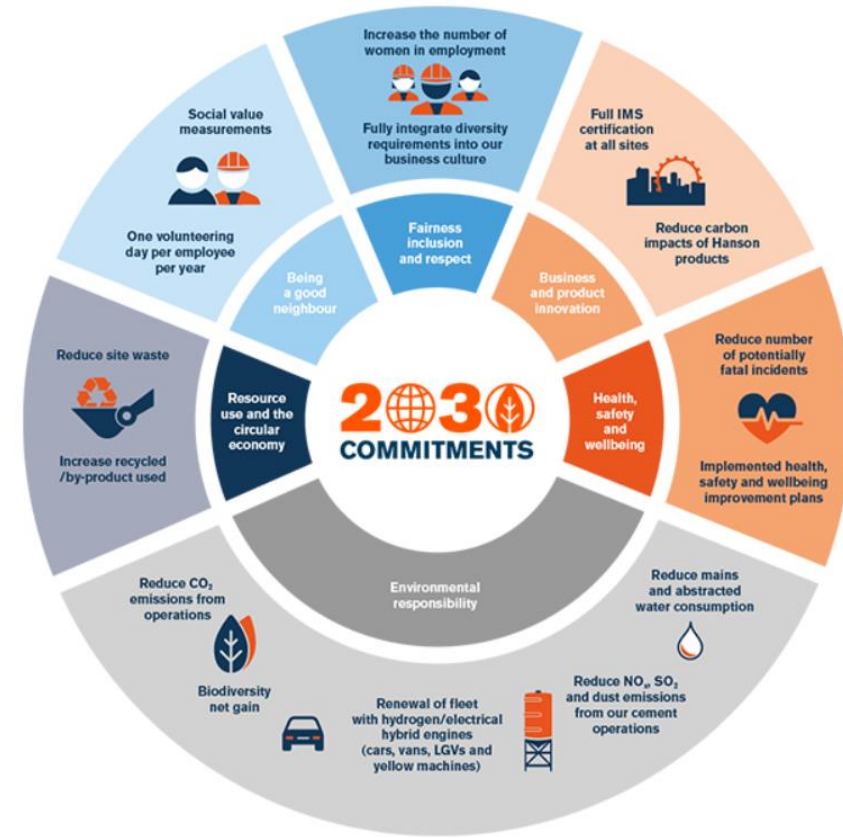 Increase the number
of women in employment
Fully integrate diversity
requirements into our
business culture
Fairness
inclusion
and respect
Full IMS
certification
at all sites
Reduce carbon
impacts of Hanson
products
Business
and product
innovation
Reduce number
of potentially
fatal incidents
Implemented health,
safety and wellbeing
improvement plans
Health,
safety
and
wellbeing
Reduce mains
and abstracted
water consumption
Reduce NOₓ, SO₂
and dust emissions
from our cement
operations
Renewal of fleet
with hydrogen/electrical
hybrid engines
(cars, vans, LGVs and
yellow machines)
Reduce CO₂
emissions from
operations
Biodiversity
net gain
Environmental
responsibility
Reduce site waste
Increase recycled
/by-product used
Resource
use and the
circular
economy
Social value
measurements
One volunteering
day per employee
per year
Being
a good
neighbour
2030
COMMITMENTS